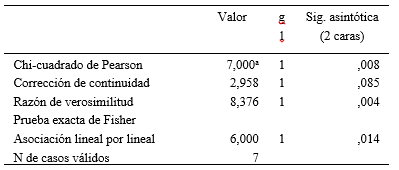 Valor g Sig. asintótica
l (2 caras)
Chi-cuadrado de Pearson 7,000ᵃ 1 ,008
Corrección de continuidad 2,958 1 ,085
Razón de verosimilitud 8,376 1 ,004
Prueba exacta de Fisher
Asociación lineal por lineal 6,000 1 ,014
N de casos válidos 7